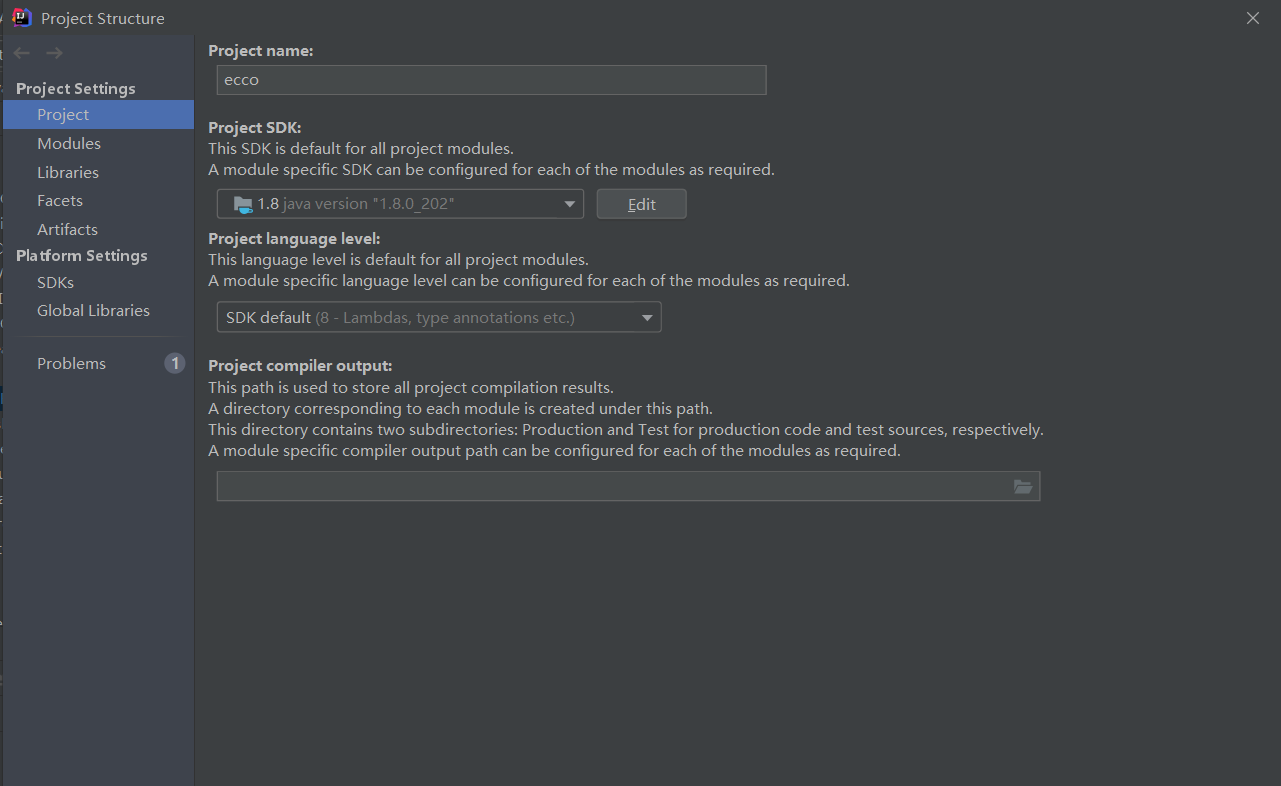 Project Structure
Project Settings
Project
Modules
Libraries
Facets
Artifacts
Platform Settings
SDKs
Global Libraries
Problems 1
Project name:
ecco
Project SDK:
This SDK is default for all project modules.
A module specific SDK can be configured for each of the modules as required.
1.8 java version "1.8.0_202"
Edit
Project language level:
This language level is default for all project modules.
A module specific language level can be configured for each of the modules as required.
SDK default (8 - Lambdas, type annotations etc.)
Project compiler output:
This path is used to store all project compilation results.
A directory corresponding to each module is created under this path.
This directory contains two subdirectories: Production and Test for production code and test sources, respectively.
A module specific compiler output path can be configured for each of the modules as required.